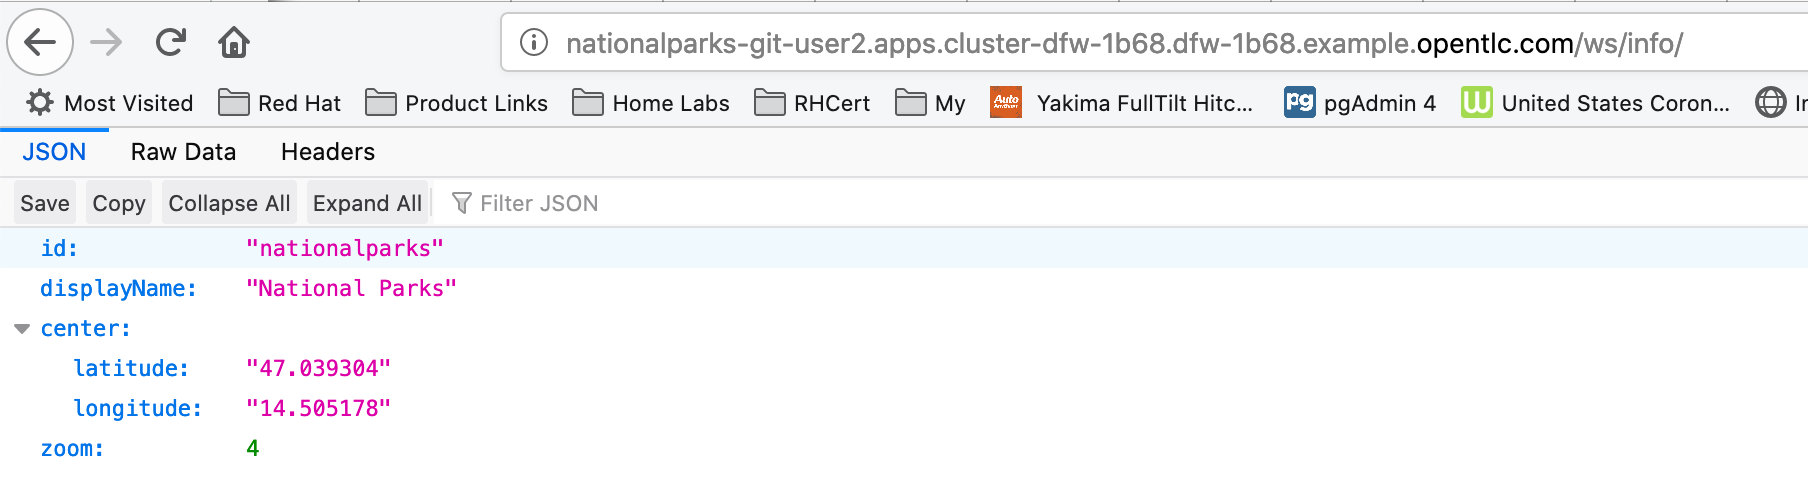 nationalparks-git-user2.apps.cluster-dfw-1b68.dfw-1b68.example.opentlc.com/ws/info/
Most Visited Red Hat Product Links Home Labs RHCert My Auto Anything Yakima FullTilt Hitc... pg pgAdmin 4 W United States Coron...
JSON Raw Data Headers
Save Copy Collapse All Expand All Filter JSON
id: "nationalparks"
displayName: "National Parks"
center:
latitude: "47.039304"
longitude: "14.505178"
zoom: 4